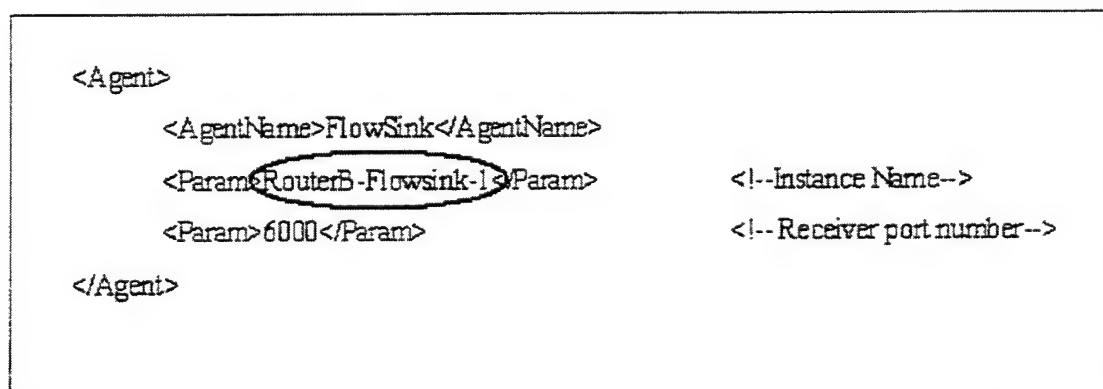 <Agent>
<AgentName>FlowSink</AgentName>
<Param>RouterB-Flowsink-1</Param> <!--Instance Name-->
<Param>6000</Param> <!--Receiver port number-->
</Agent>